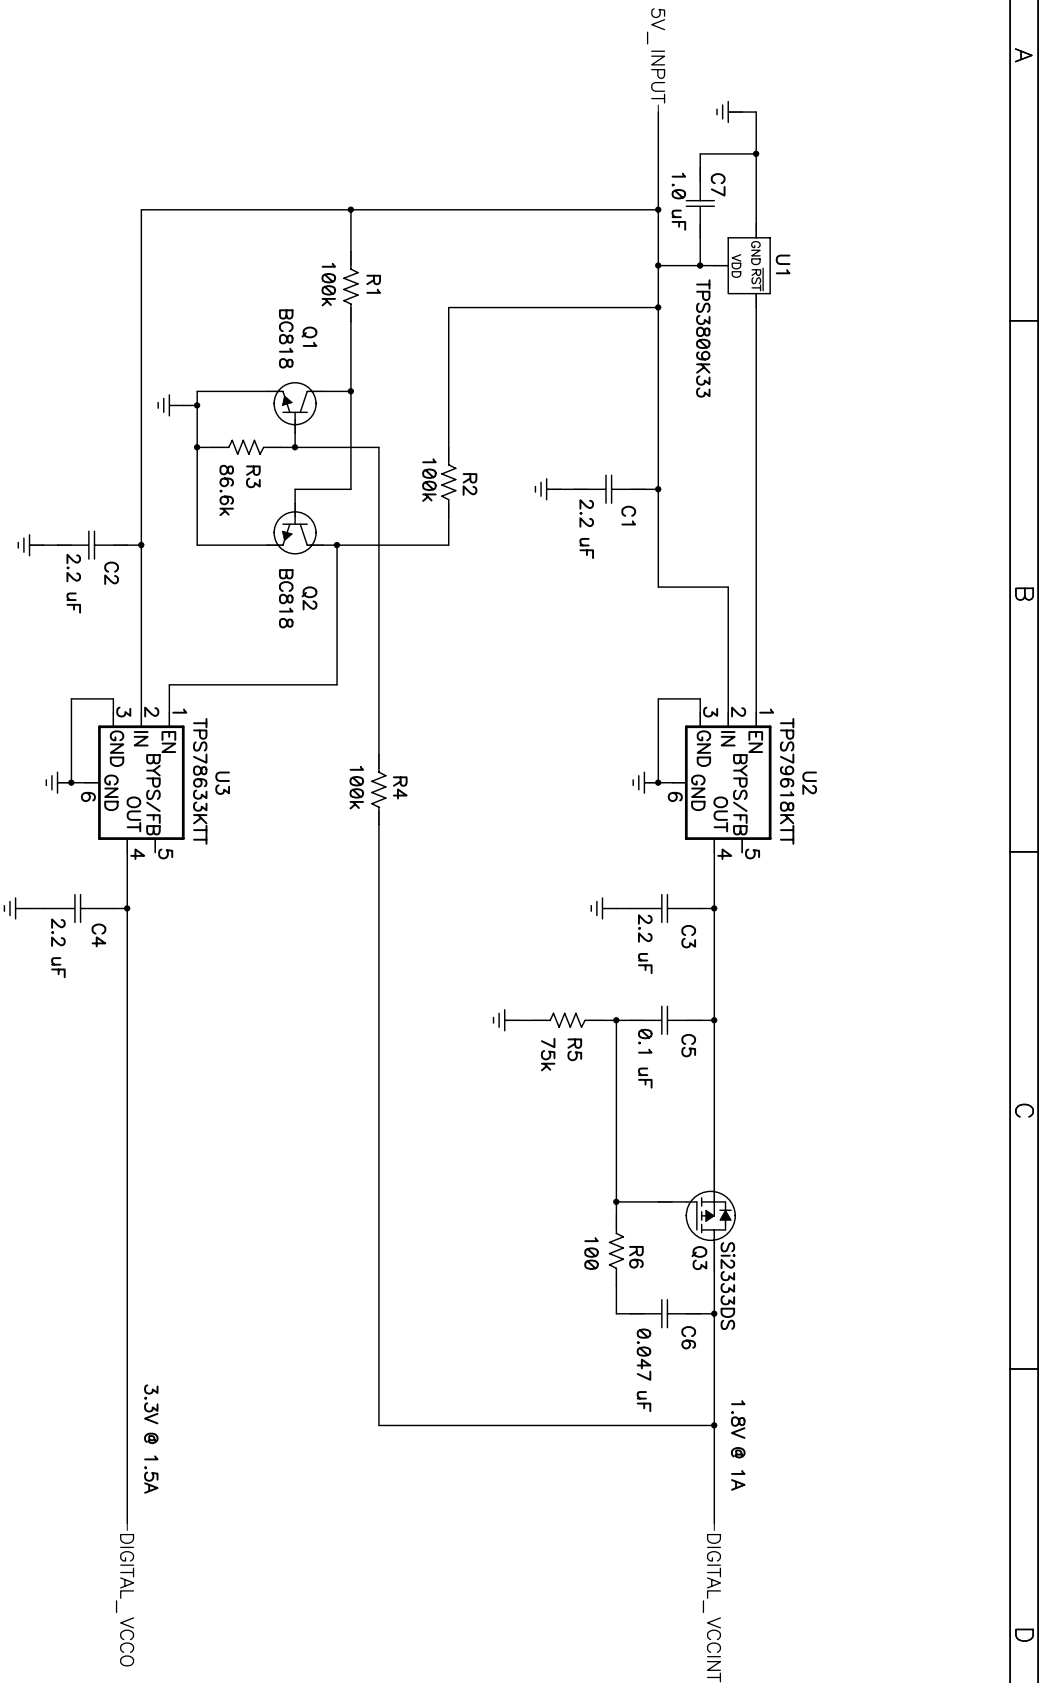 A
B
C
D
5V_INPUT
U1
GND RST
VDD
TPS3809K33
C7
1.0 uF
R1
100k
R2
100k
Q1
BC818
R3
86.6k
Q2
BC818
C1
2.2 uF
C2
2.2 uF
U2
TPS79618KTT
1
2
3
EN
IN
GND
BYPS/FB
OUT
GND
5
4
6
U3
TPS78633KTT
1
2
3
EN
IN
GND
BYPS/FB
OUT
GND
5
4
6
R4
100k
C3
2.2 uF
C4
2.2 uF
C5
0.1 uF
R5
75k
Si2333DS
Q3
R6
100
C6
0.047 uF
1.8V @ 1A
DIGITAL_VCCINT
3.3V @ 1.5A
DIGITAL_VCCO